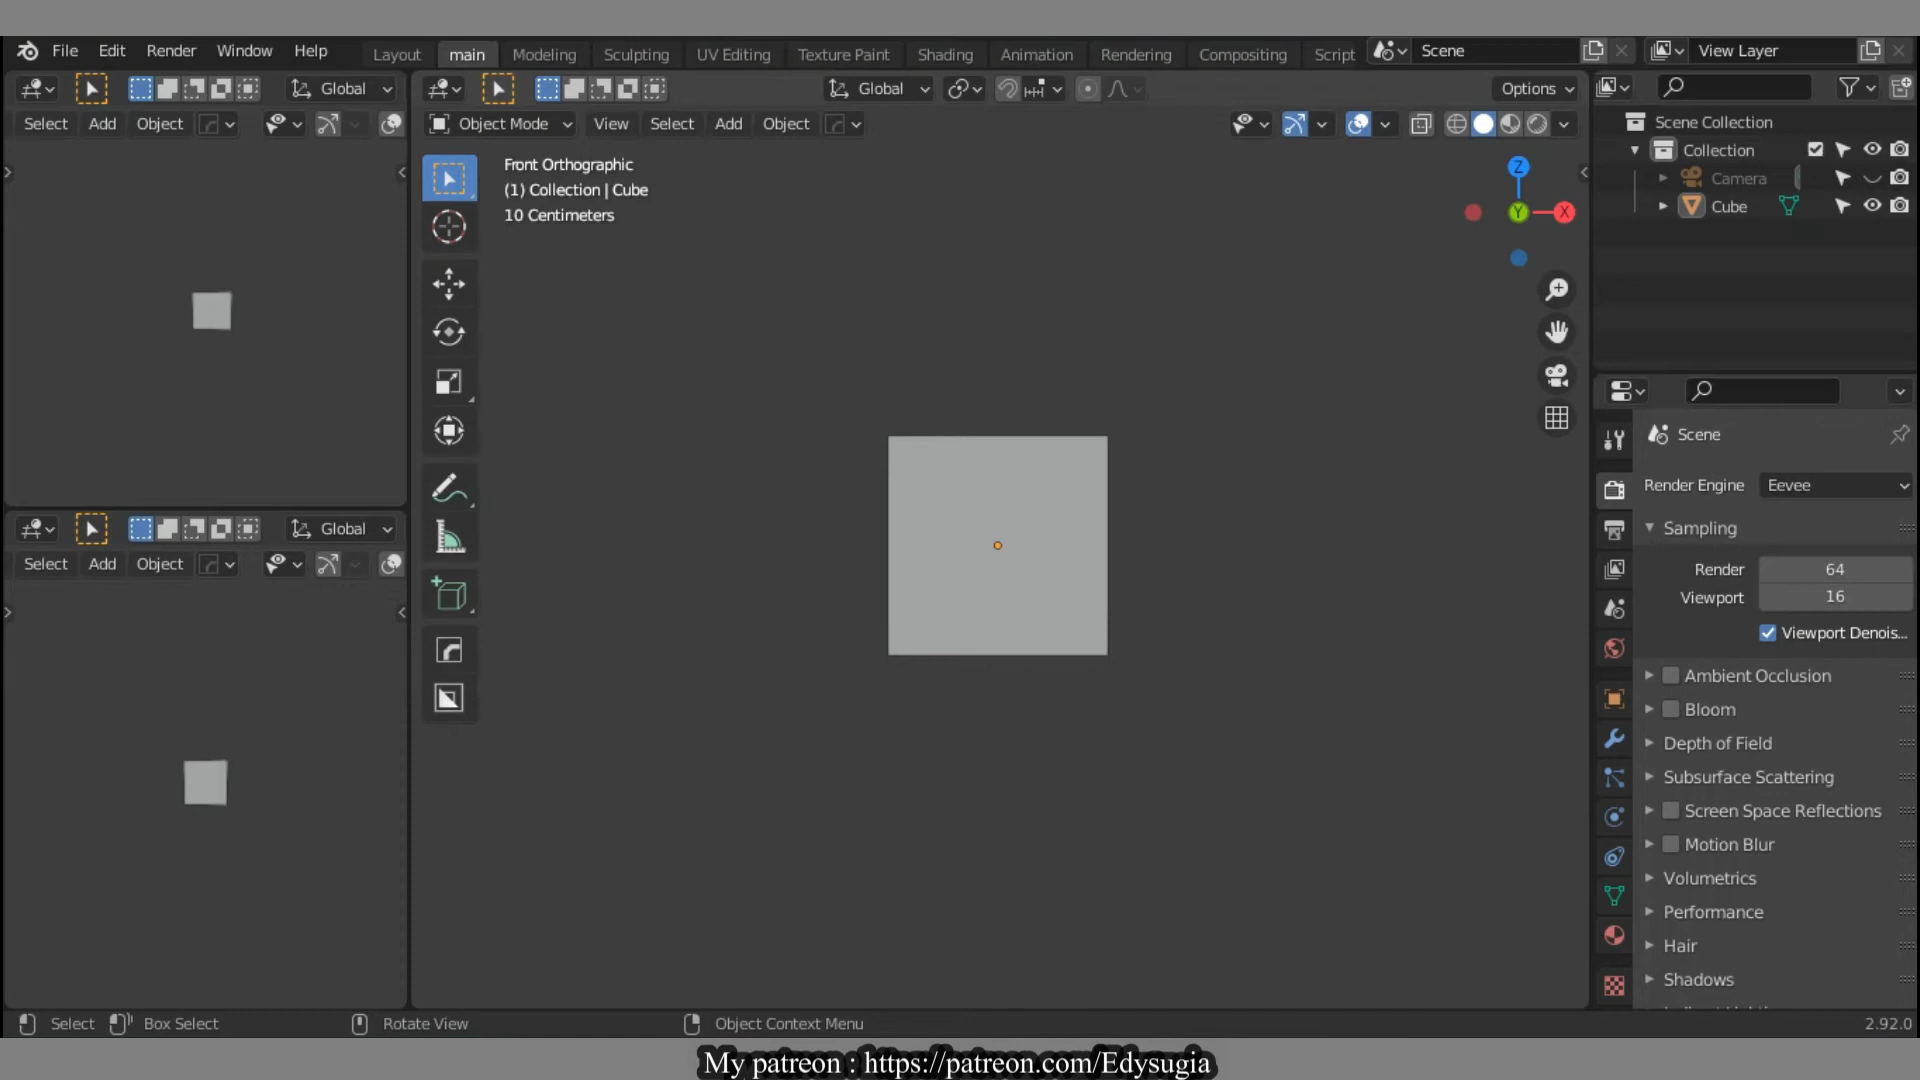 File Edit Render Window Help Layout main Modeling Sculpting UV Editing Texture Paint Shading Animation Rendering Compositing Script Scene View Layer
Global
Select Add Object
Global
Select Add Object
Global Options
Object Mode View Select Add Object
Front Orthographic
(1) Collection | Cube
10 Centimeters
Z
Y
X
Scene Collection
Collection
Camera
Cube
Scene
Render Engine Eevee
Sampling
Render 64
Viewport 16
Viewport Denois...
Ambient Occlusion
Bloom
Depth of Field
Subsurface Scattering
Screen Space Reflections
Motion Blur
Volumetrics
Performance
Hair
Shadows
Select Box Select Rotate View Object Context Menu 2.92.0
My patreon : https://patreon.com/Edysugia